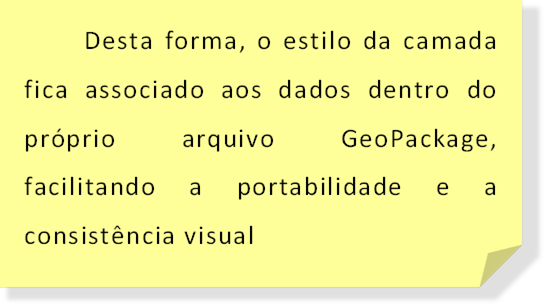 Desta forma, o estilo da camada
fica associado aos dados dentro do
próprio arquivo GeoPackage,
facilitando a portabilidade e a
consistência visual